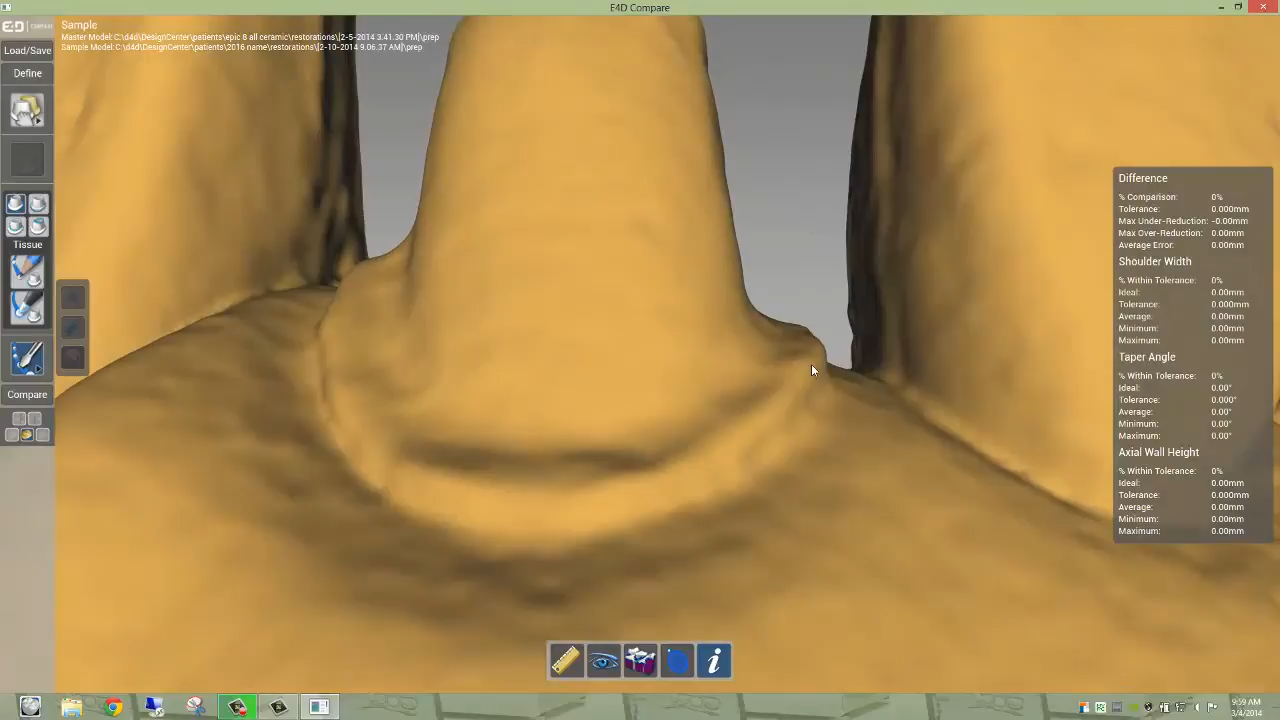 E4D Compare
E4D | COMPARE
Sample
Master Model:C:\d4d\DesignCenter\patients\epic 8 all ceramic\restorations\[2-5-2014 3.41.30 PM]\prep
Sample Model:C:\d4d\DesignCenter\patients\2016 name\restorations\[2-10-2014 9.06.37 AM]\prep
Load/Save
Define
Tissue
Compare
Difference
% Comparison: 0%
Tolerance: 0.000mm
Max Under-Reduction: -0.00mm
Max Over-Reduction: 0.00mm
Average Error: 0.00mm
Shoulder Width
% Within Tolerance: 0%
Ideal: 0.00mm
Tolerance: 0.000mm
Average: 0.00mm
Minimum: 0.00mm
Maximum: 0.00mm
Taper Angle
% Within Tolerance: 0%
Ideal: 0.00°
Tolerance: 0.000°
Average: 0.00°
Minimum: 0.00°
Maximum: 0.00°
Axial Wall Height
% Within Tolerance: 0%
Ideal: 0.00mm
Tolerance: 0.000mm
Average: 0.00mm
Minimum: 0.00mm
Maximum: 0.00mm
i
9:59 AM
3/4/2014